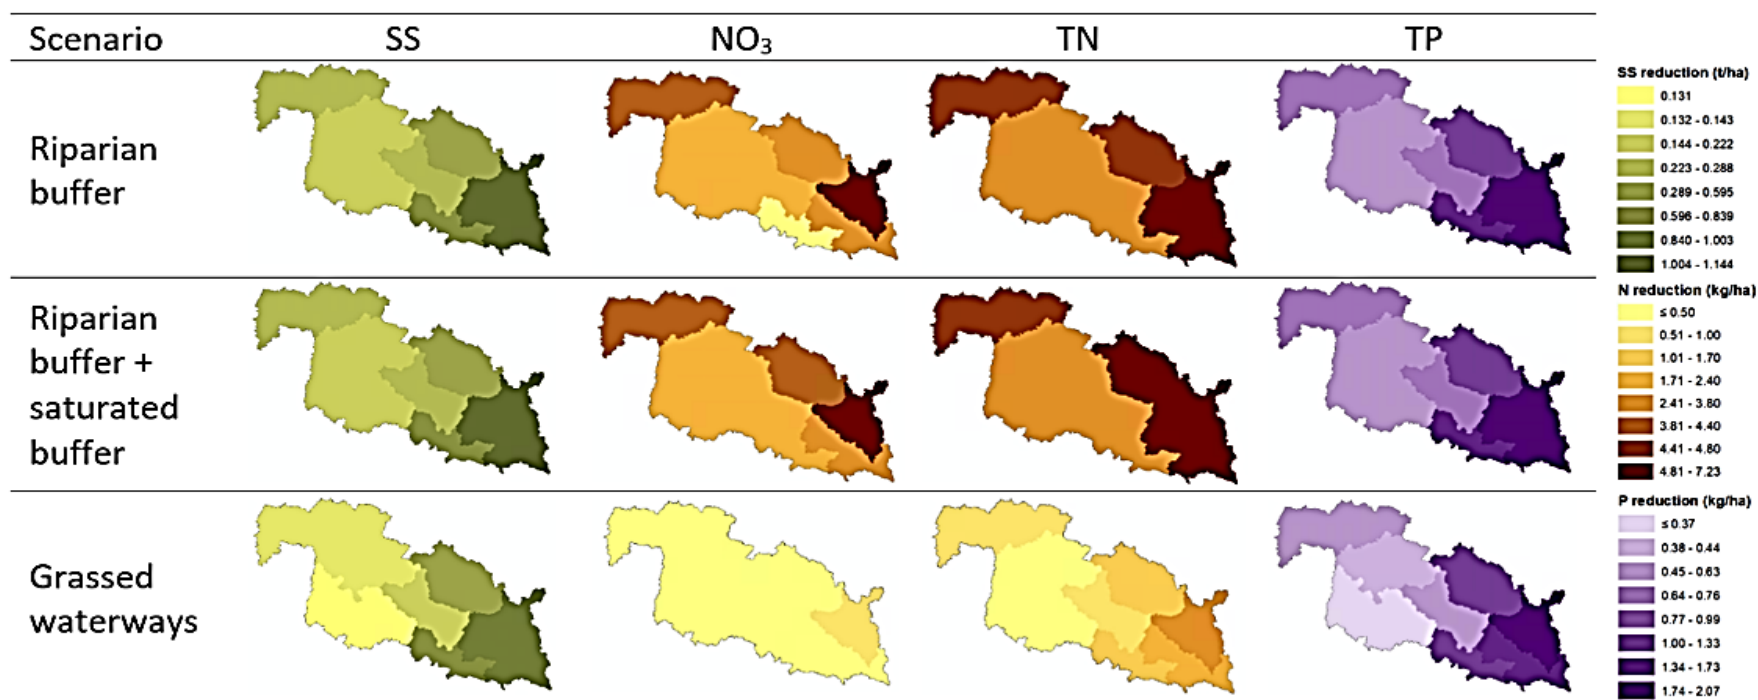 Scenario SS NO₃ TN TP
Riparian
buffer
Riparian
buffer +
saturated
buffer
Grassed
waterways
SS reduction (t/ha)
0.131
0.132 - 0.143
0.144 - 0.222
0.223 - 0.288
0.289 - 0.595
0.596 - 0.839
0.840 - 1.003
1.004 - 1.144
N reduction (kg/ha)
≤ 0.50
0.51 - 1.00
1.01 - 1.70
1.71 - 2.40
2.41 - 3.80
3.81 - 4.40
4.41 - 4.80
4.81 - 7.23
P reduction (kg/ha)
≤ 0.37
0.38 - 0.44
0.45 - 0.63
0.64 - 0.76
0.77 - 0.99
1.00 - 1.33
1.34 - 1.73
1.74 - 2.07